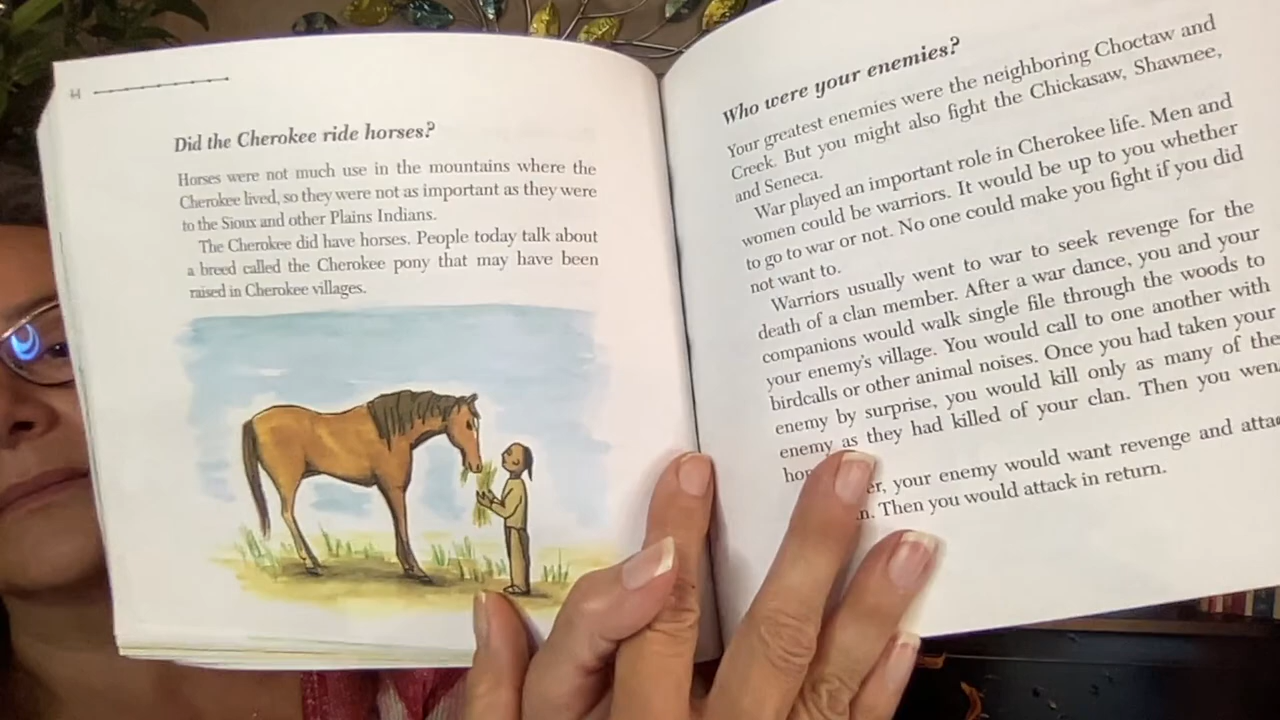 44
Did the Cherokee ride horses?
Horses were not much use in the mountains where the
Cherokee lived, so they were not as important as they were
to the Sioux and other Plains Indians.
The Cherokee did have horses. People today talk about
a breed called the Cherokee pony that may have been
raised in Cherokee villages.
Who were your enemies?
Your greatest enemies were the neighboring Choctaw and
Creek. But you might also fight the Chickasaw, Shawnee,
and Seneca.
War played an important role in Cherokee life. Men and
women could be warriors. It would be up to you whether
to go to war or not. No one could make you fight if you did
not want to.
Warriors usually went to war to seek revenge for the
death of a clan member. After a war dance, you and your
companions would walk single file through the woods to
your enemy's village. You would call to one another with
birdcalls or other animal noises. Once you had taken your
enemy by surprise, you would kill only as many of the
enemy as they had killed of your clan. Then you
your enemy would want revenge and
Then you would attack in return.